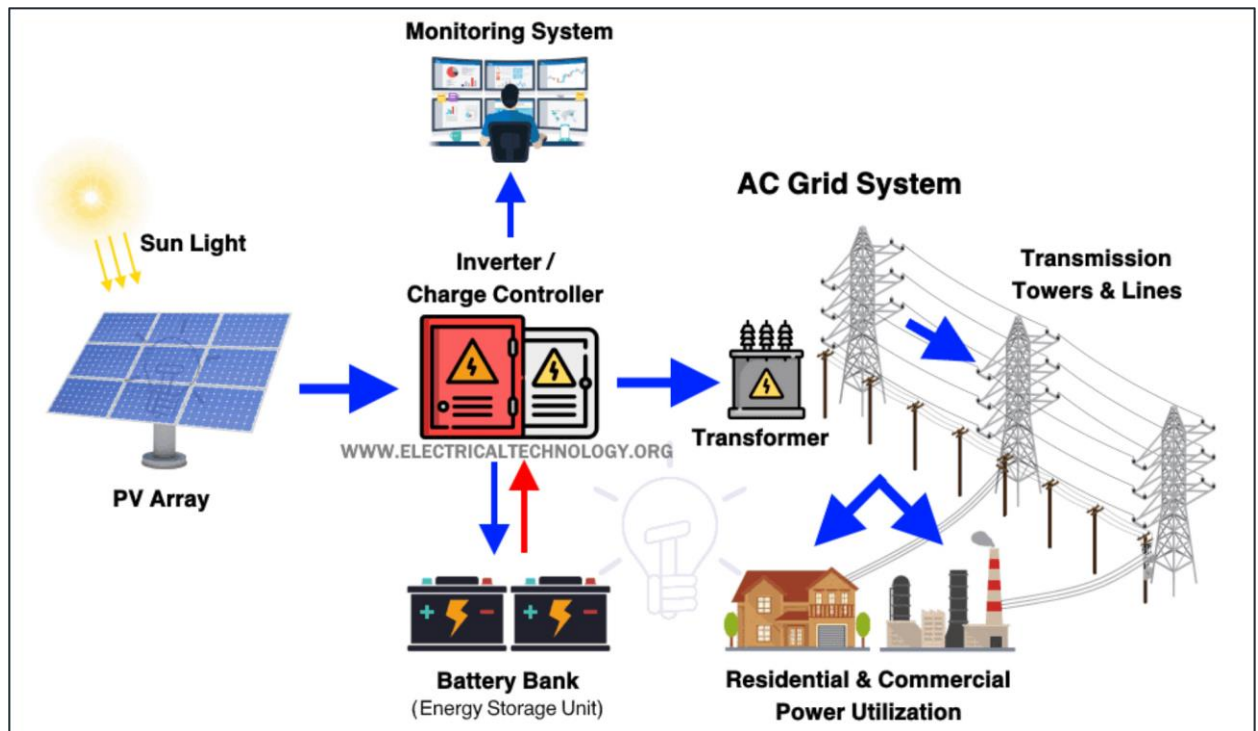 Monitoring System
AC Grid System
Sun Light
Transmission
Towers & Lines
Inverter /
Charge Controller
WWW.ELECTRICALTECHNOLOGY.ORG
Transformer
PV Array
+ - + -
Battery Bank
(Energy Storage Unit)
Residential & Commercial
Power Utilization